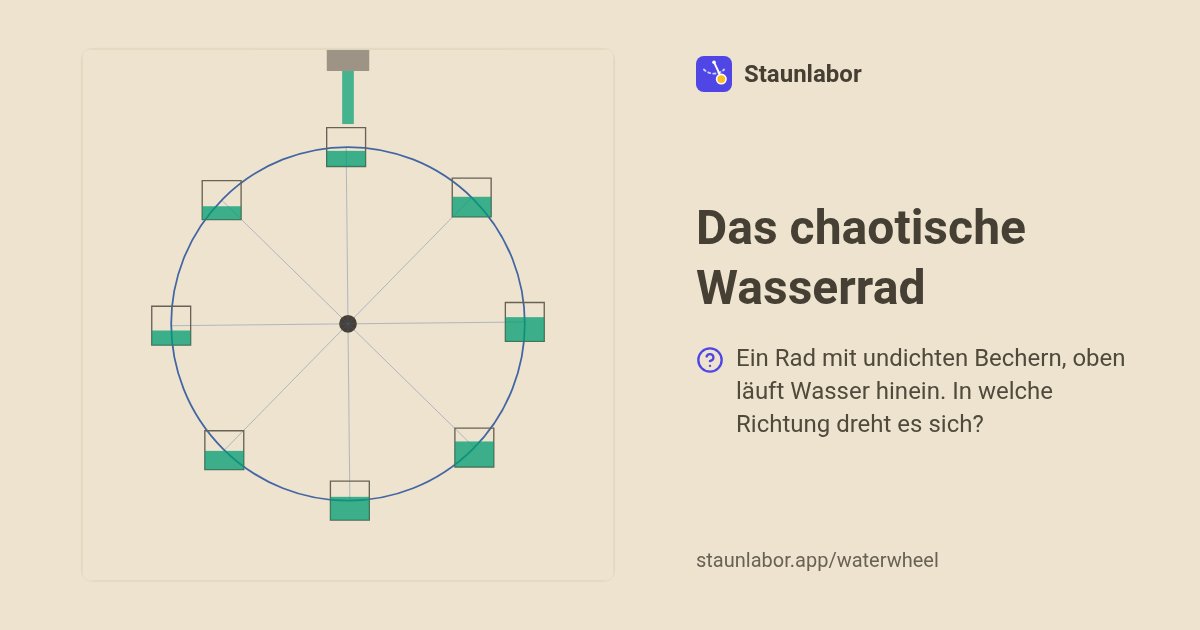 Staunlabor
Das chaotische
Wasserrad
Ein Rad mit undichten Bechern, oben
läuft Wasser hinein. In welche
Richtung dreht es sich?
staunlabor.app/waterwheel